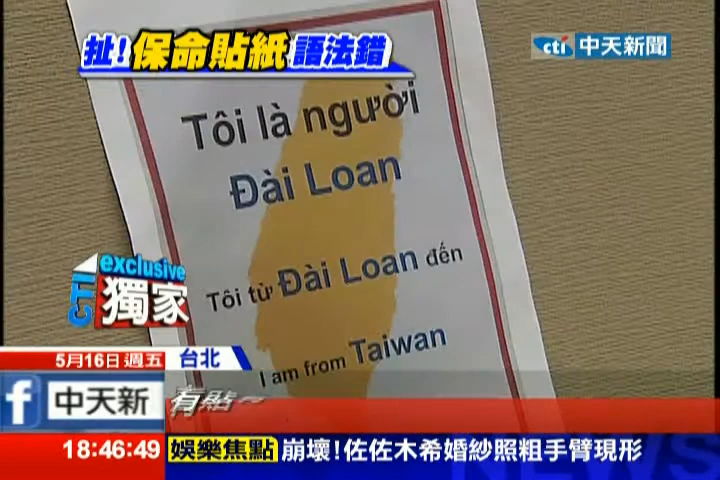 扯!保命貼紙語法錯
cti 中天新聞
Tôi là người
Đài Loan
Tôi từ Đài Loan đến
I am from Taiwan
exclusive
cti 獨家
5月16日 週五 台北
f 中天新 有貼~
18:46:49 娛樂焦點 崩壞!佐佐木希婚紗照粗手臂現形
NEWS